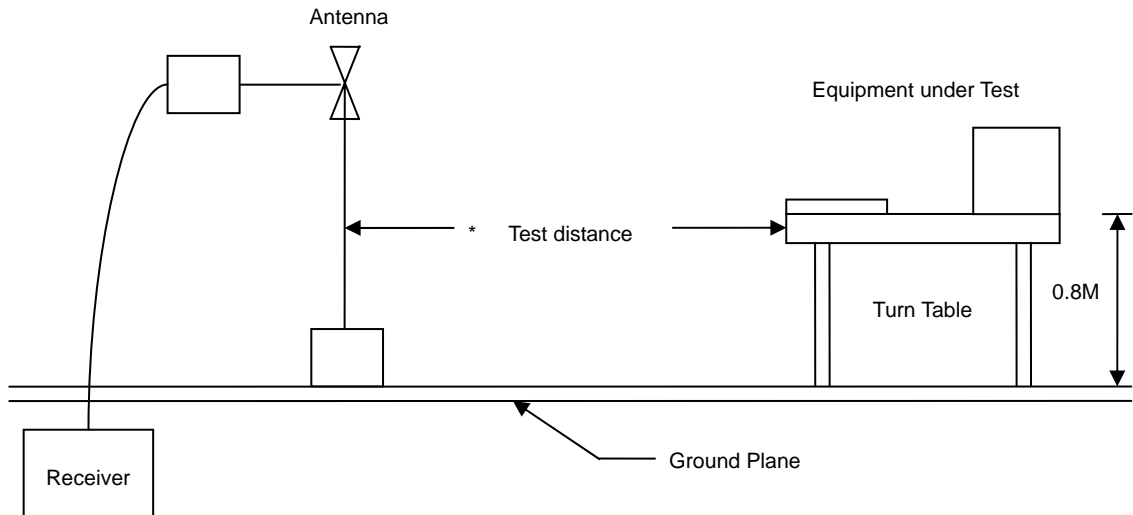 Antenna
Equipment under Test
* Test distance
0.8M
Turn Table
Ground Plane
Receiver